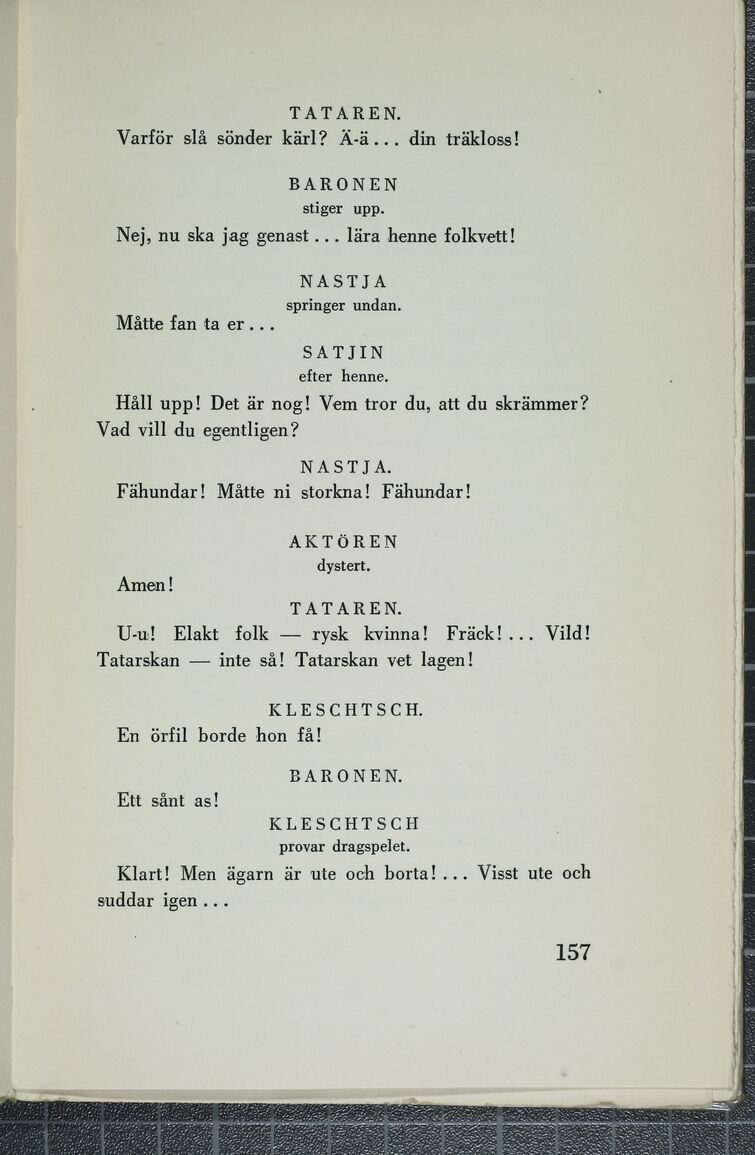 TATAREN.
Varför slå sönder kärl? Ä-ä... din träkloss!
BARONEN
stiger upp.
Nej, nu ska jag genast... lära henne folkvett!
NASTJA
springer undan.
Måtte fan ta er...
SATJIN
efter henne.
Håll upp! Det är nog! Vem tror du, att du skrämmer?
Vad vill du egentligen?
NASTJA.
Fähundar! Måtte ni storkna! Fähundar!
AKTÖREN
dystert.
Amen!
TATAREN.
U-u! Elakt folk — rysk kvinna! Fräck!... Vild!
Tatarskan — inte så! Tatarskan vet lagen!
KLESCHTSCH.
En örfil borde hon få!
BARONEN.
Ett sånt as!
KLESCHTSCH
provar dragspelet.
Klart! Men ägarn är ute och borta!... Visst ute och
suddar igen...
157